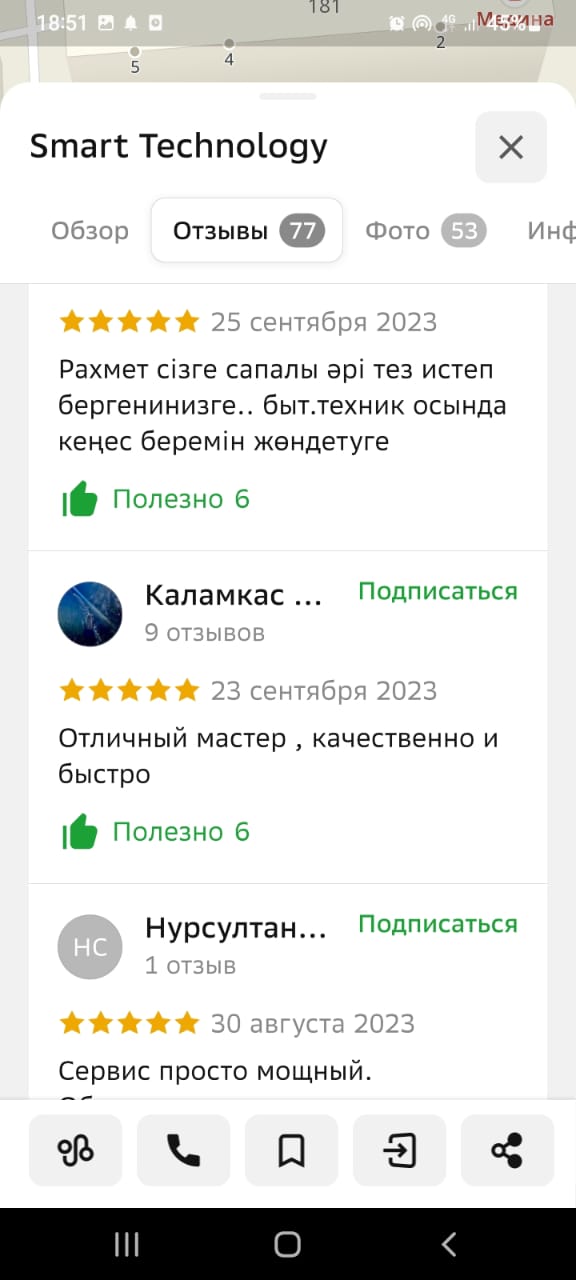 181
18:51
4G
45%
5
4
2
Smart Technology
Обзор
Отзывы 77
Фото 53
Инф
25 сентября 2023
Рахмет сізге сапалы әрі тез истеп
бергенинизге.. быт.техник осында
кеңес беремін жөндетуге
Полезно 6
Каламкас ...
Подписаться
9 отзывов
23 сентября 2023
Отличный мастер , качественно и
быстро
Полезно 6
НС
Нурсултан...
Подписаться
1 отзыв
30 августа 2023
Сервис просто мощный.